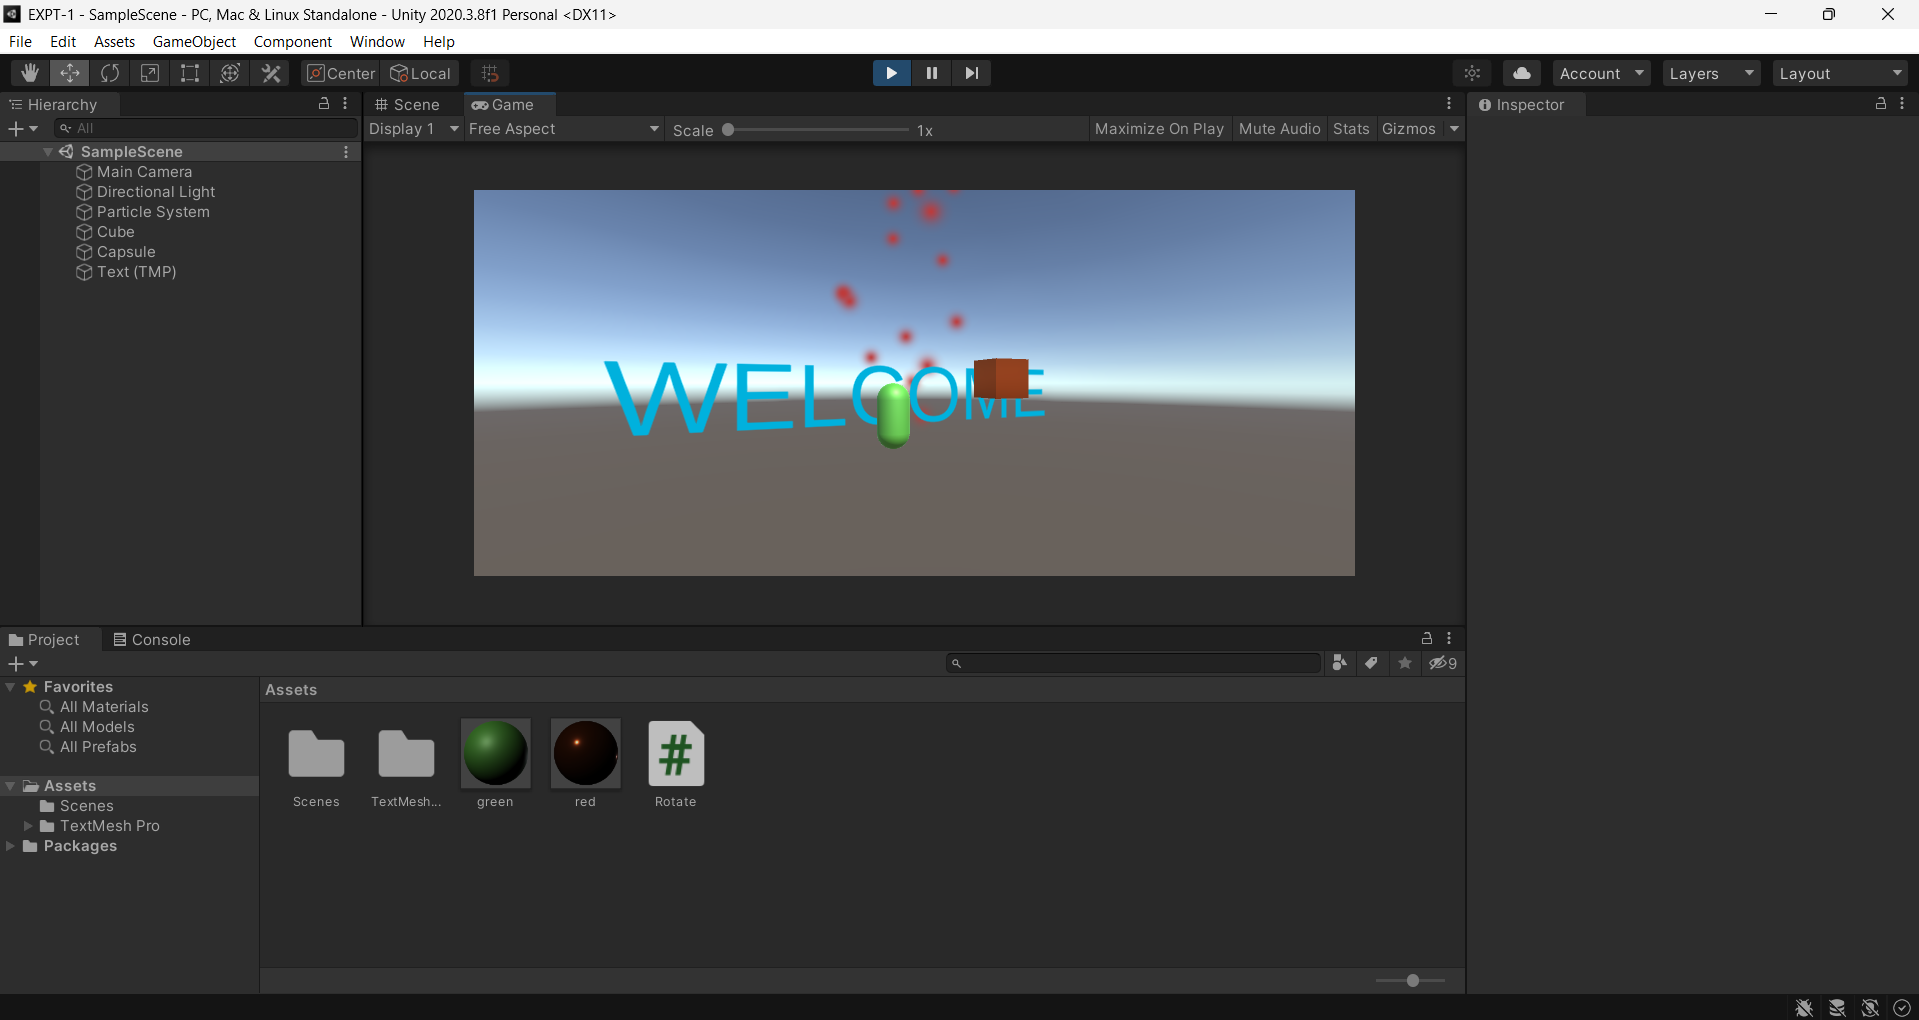 EXPT-1 - SampleScene - PC, Mac & Linux Standalone - Unity 2020.3.8f1 Personal <DX11>
File Edit Assets GameObject Component Window Help
Center Local Account Layers Layout
Hierarchy Scene Game Inspector
All Display 1 Free Aspect Scale 1x Maximize On Play Mute Audio Stats Gizmos
SampleScene
Main Camera
Directional Light
Particle System
Cube
Capsule
Text (TMP)
WELCOME
Project Console
9
Favorites Assets
All Materials
All Models
All Prefabs
Assets
Scenes
TextMesh Pro
Packages
Scenes TextMesh... green red Rotate